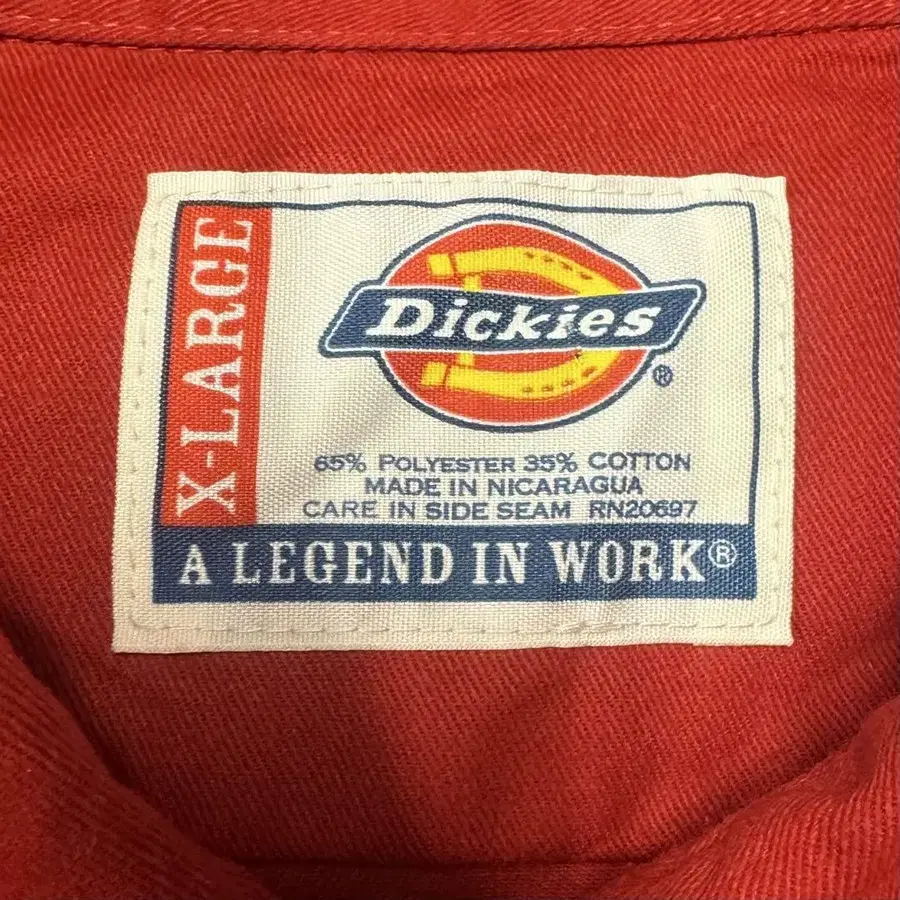 X-LARGE
Dickies
®
65% POLYESTER 35% COTTON
MADE IN NICARAGUA
CARE IN SIDE SEAM RN20697
A LEGEND IN WORK®